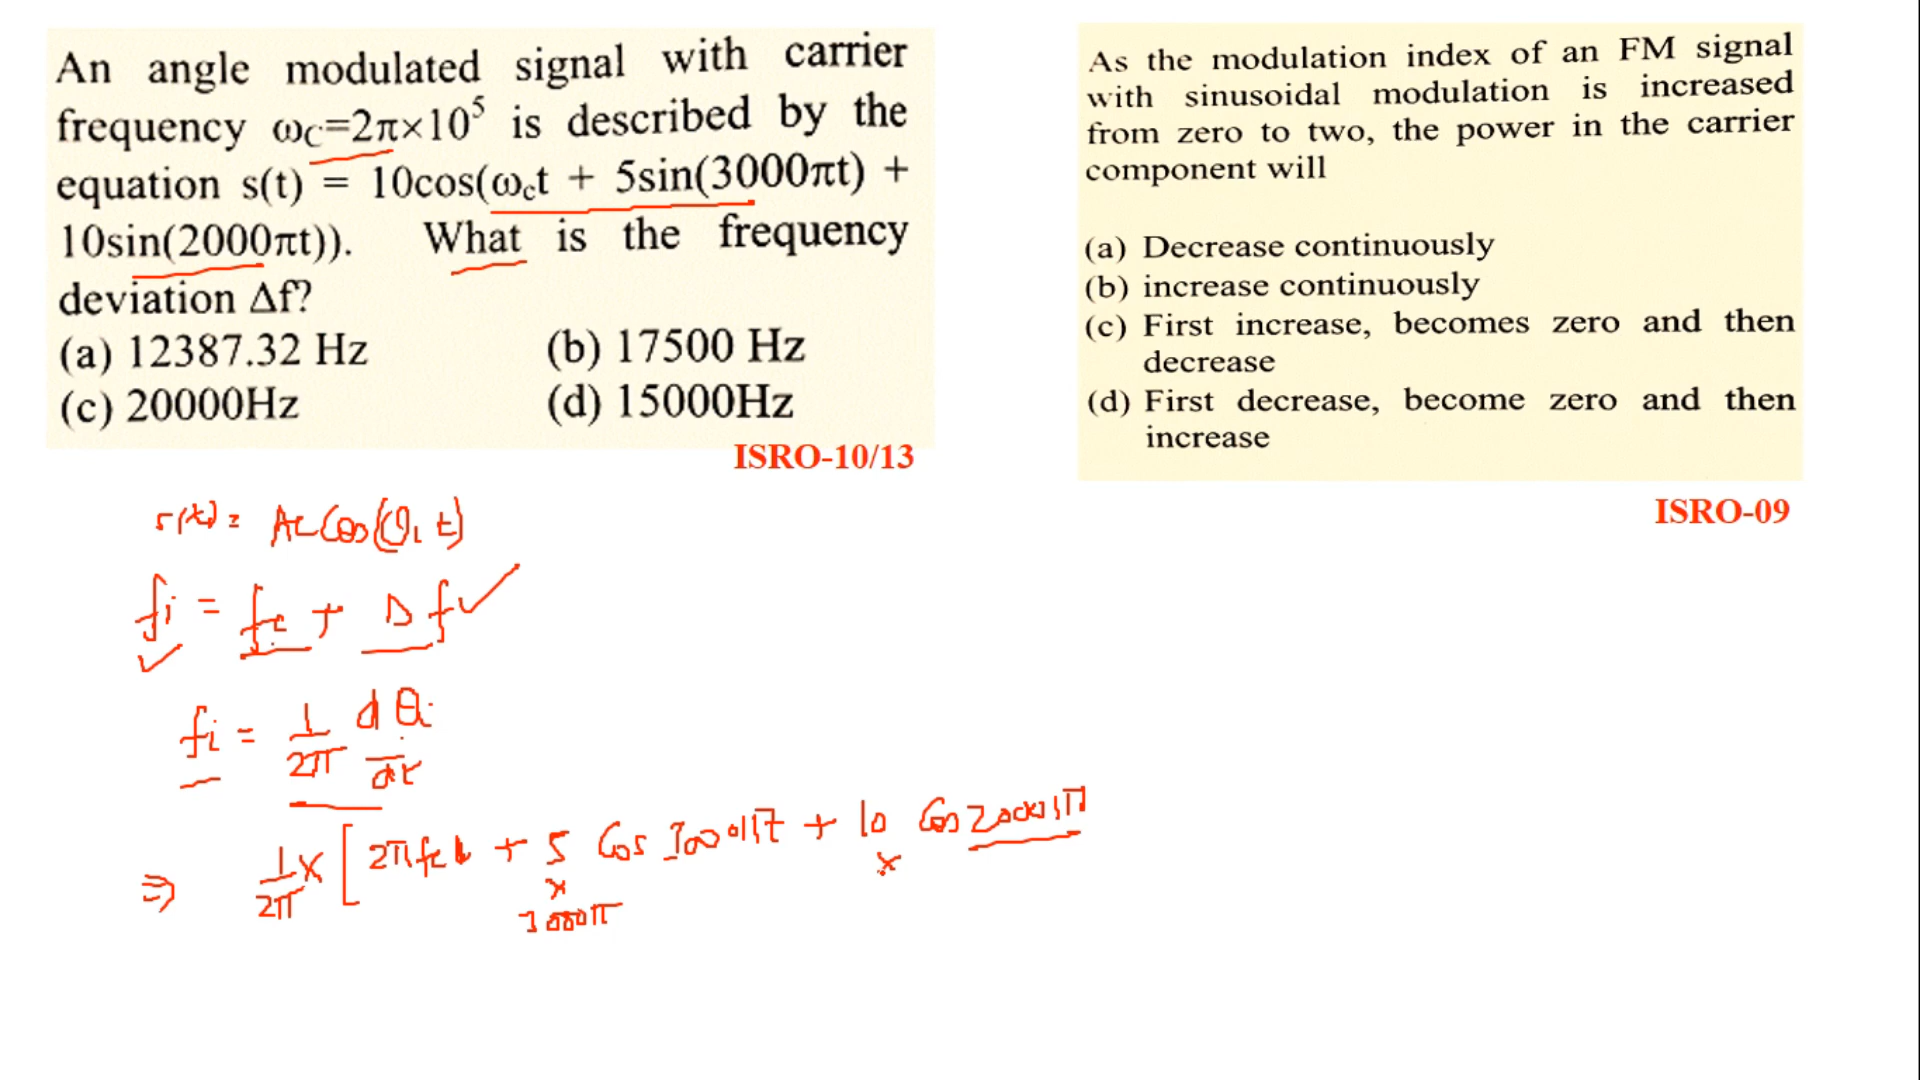 An angle modulated signal with carrier
frequency ωC=2π×10⁵ is described by the
equation s(t) = 10cos(ωct + 5sin(3000πt) +
10sin(2000πt)). What is the frequency
deviation Δf?
(a) 12387.32 Hz (b) 17500 Hz
(c) 20000Hz (d) 15000Hz
ISRO-10/13
As the modulation index of an FM signal
with sinusoidal modulation is increased
from zero to two, the power in the carrier
component will
(a) Decrease continuously
(b) increase continuously
(c) First increase, becomes zero and then
decrease
(d) First decrease, become zero and then
increase
ISRO-09
s(t) = Ac Cos(θi t)
fi = fc + Δf
fi = 1/2π dθi/dt
⇒ 1/2π × [2πfc + 5 Cos 3000πt + 10 Cos
× ×
3000π